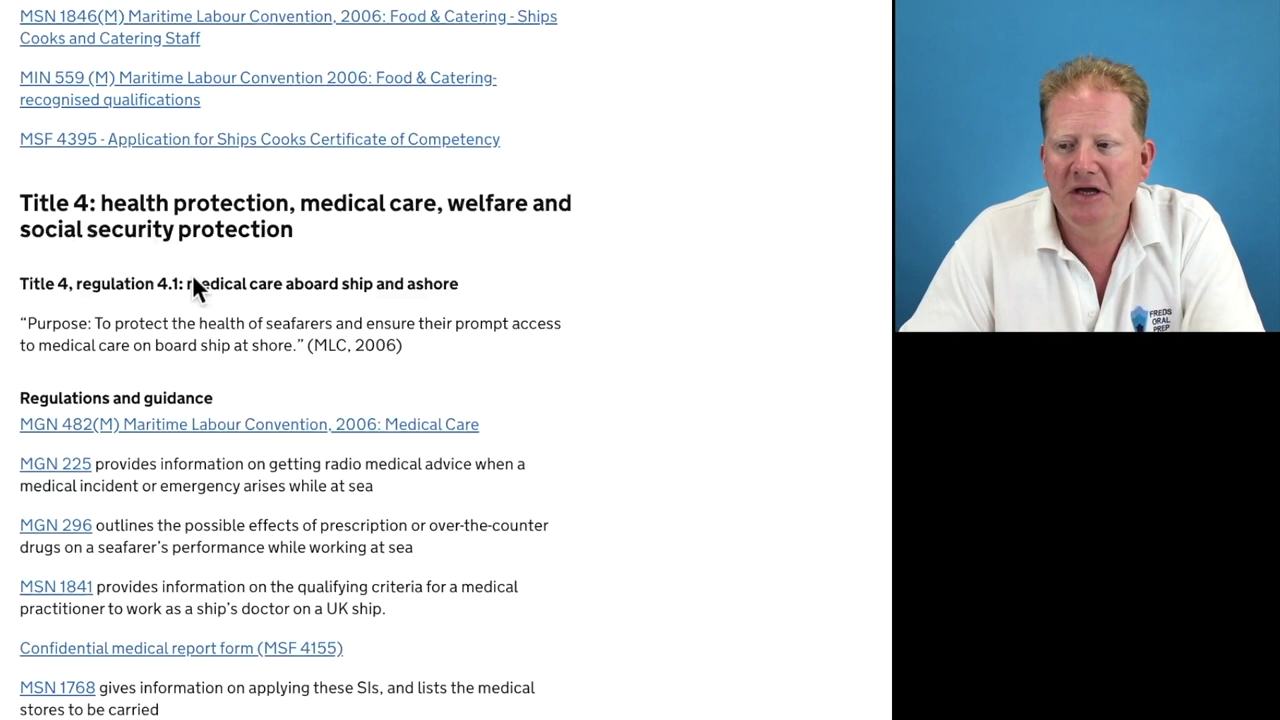 MSN 1846(M) Maritime Labour Convention, 2006: Food & Catering - Ships
Cooks and Catering Staff
MIN 559 (M) Maritime Labour Convention 2006: Food & Catering-
recognised qualifications
MSF 4395 - Application for Ships Cooks Certificate of Competency
Title 4: health protection, medical care, welfare and
social security protection
Title 4, regulation 4.1: medical care aboard ship and ashore
“Purpose: To protect the health of seafarers and ensure their prompt access
to medical care on board ship at shore.” (MLC, 2006)
Regulations and guidance
MGN 482(M) Maritime Labour Convention, 2006: Medical Care
MGN 225 provides information on getting radio medical advice when a
medical incident or emergency arises while at sea
MGN 296 outlines the possible effects of prescription or over-the-counter
drugs on a seafarer’s performance while working at sea
MSN 1841 provides information on the qualifying criteria for a medical
practitioner to work as a ship’s doctor on a UK ship.
Confidential medical report form (MSF 4155)
MSN 1768 gives information on applying these SIs, and lists the medical
stores to be carried
FREDS
ORAL
PREP